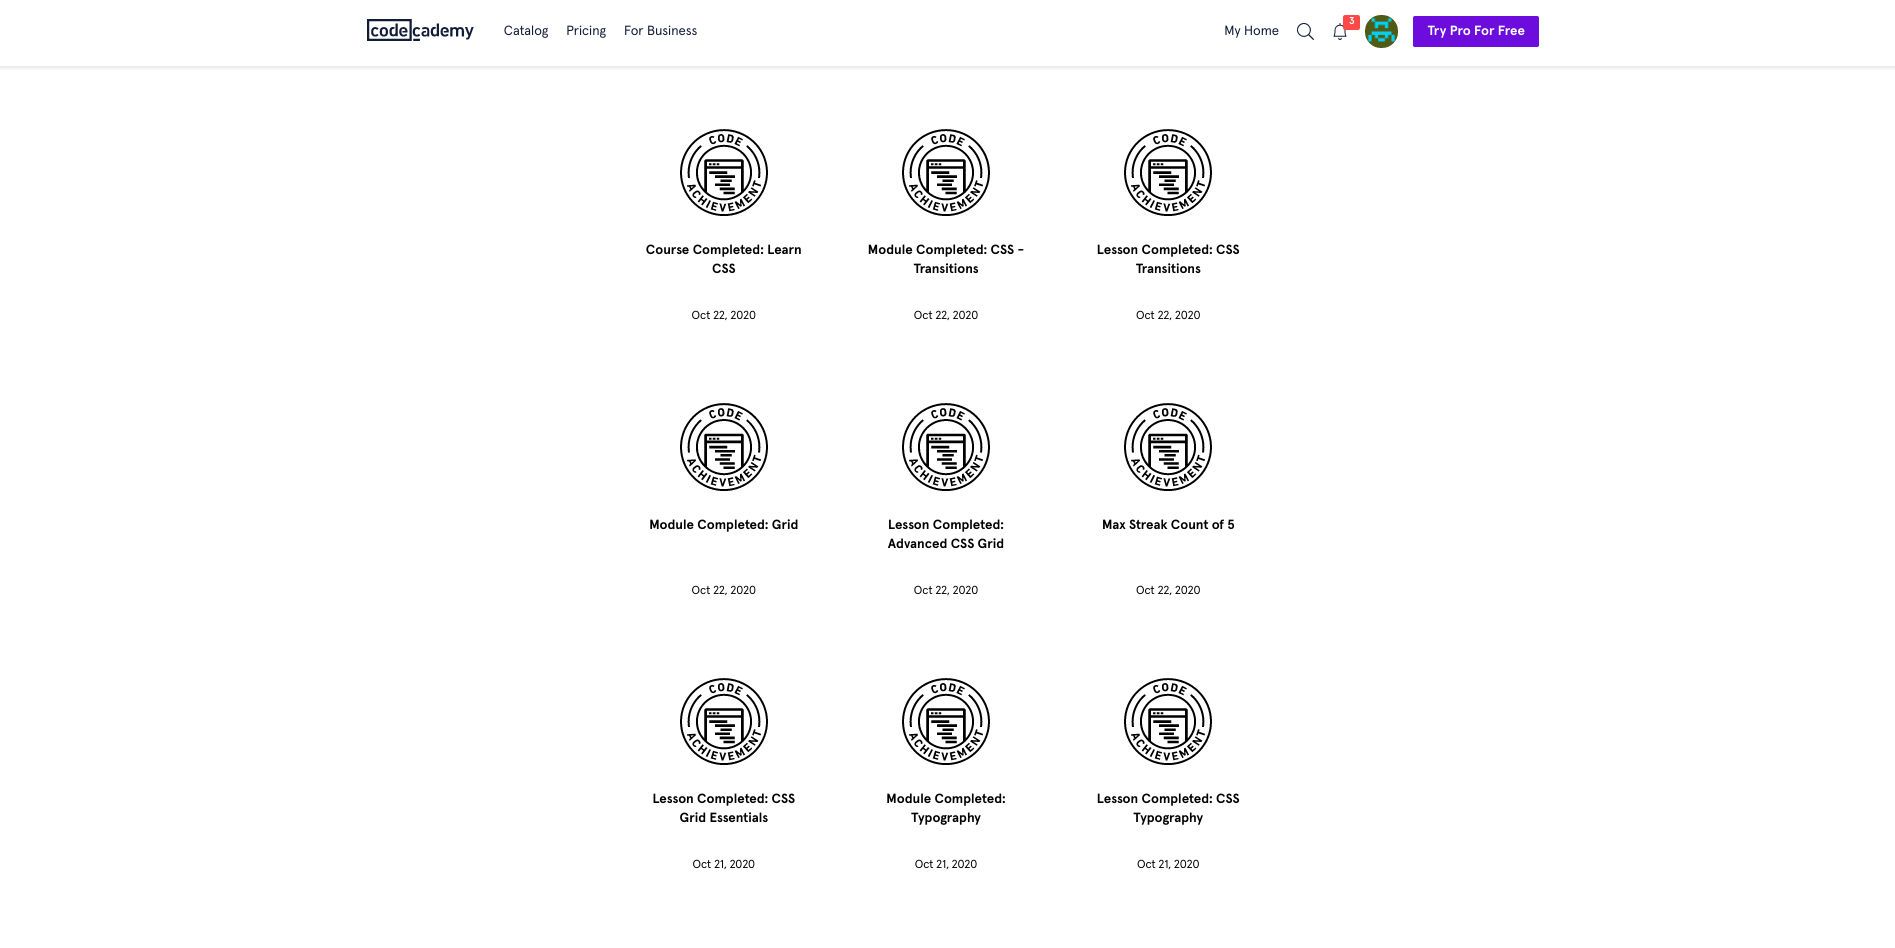 codecademy
Catalog
Pricing
For Business
My Home
3
Try Pro For Free
CODE ACHIEVEMENT
CODE ACHIEVEMENT
CODE ACHIEVEMENT
Course Completed: Learn
CSS
Oct 22, 2020
Module Completed: CSS -
Transitions
Oct 22, 2020
Lesson Completed: CSS
Transitions
Oct 22, 2020
CODE ACHIEVEMENT
CODE ACHIEVEMENT
CODE ACHIEVEMENT
Module Completed: Grid
Oct 22, 2020
Lesson Completed:
Advanced CSS Grid
Oct 22, 2020
Max Streak Count of 5
Oct 22, 2020
CODE ACHIEVEMENT
CODE ACHIEVEMENT
CODE ACHIEVEMENT
Lesson Completed: CSS
Grid Essentials
Oct 21, 2020
Module Completed:
Typography
Oct 21, 2020
Lesson Completed: CSS
Typography
Oct 21, 2020